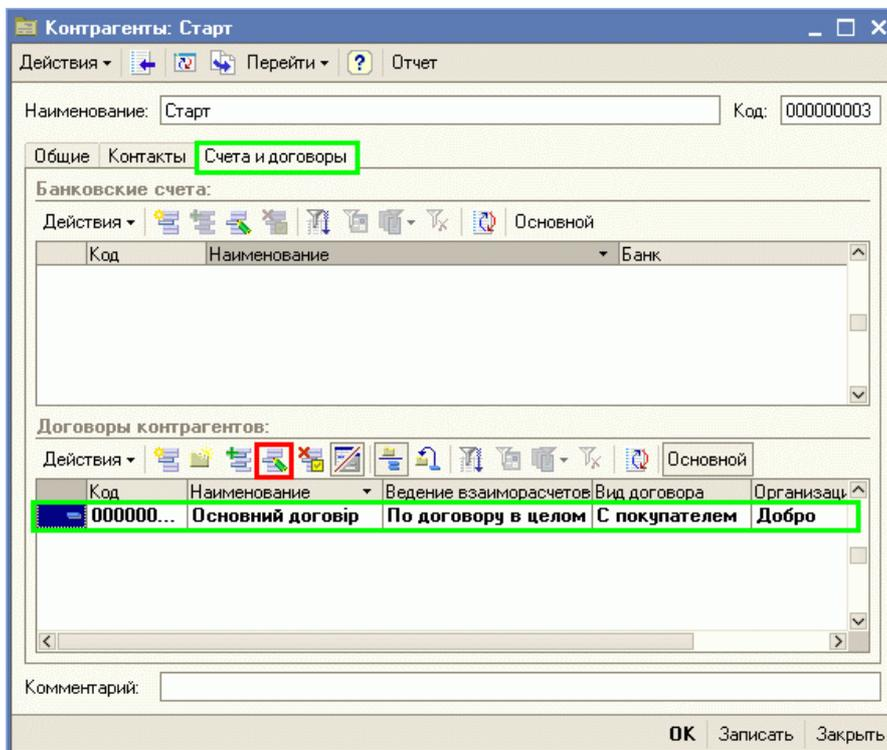 Контрагенты: Старт
Действия Перейти ? Отчет
Наименование: Старт Код: 000000003
Общие Контакты Счета и договоры
Банковские счета:
Действия Основной
Код Наименование Банк
Договоры контрагентов:
Действия Основной
Код Наименование Ведение взаиморасчетов Вид договора Организаци
000000... Основний договір По договору в целом С покупателем Добро
Комментарий:
OK Записать Закрыть